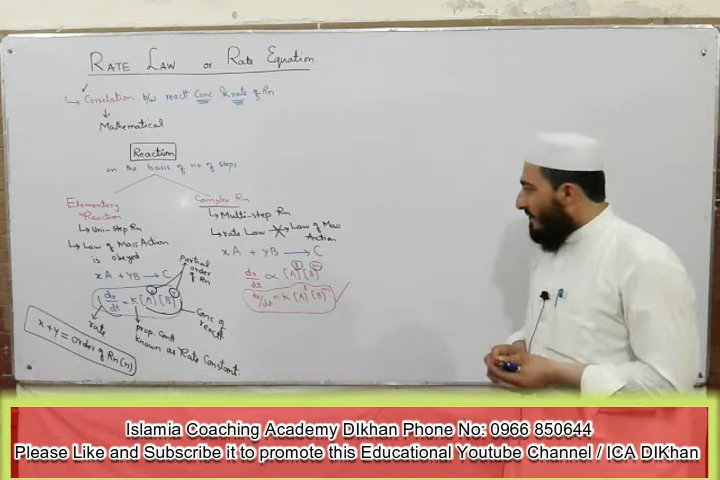 RATE LAW or Rate Equation
↳ Correlation b/w react Conc & rate of Rn
↓
Mathematical
Reaction
on the basis of no of steps
Elementary Reaction
↳ Uni-step Rn
↳ Law of Mass Action is obeyed
xA + yB → C
dx/dt = K [A]ˣ [B]ʸ
Partial order of Rn
rate
prop. Cont known as Rate Constant.
Conc of react
x + y = order of Rn (n)
Complex Rn
↳ Multi-step Rn
↳ rate Law Law of Mass Action
xA + yB → C
dx/dt ∝ [A] [B]
dx/dt = K [A] [B]
Islamia Coaching Academy DIkhan Phone No: 0966 850644
Please Like and Subscribe it to promote this Educational Youtube Channel / ICA DIKhan